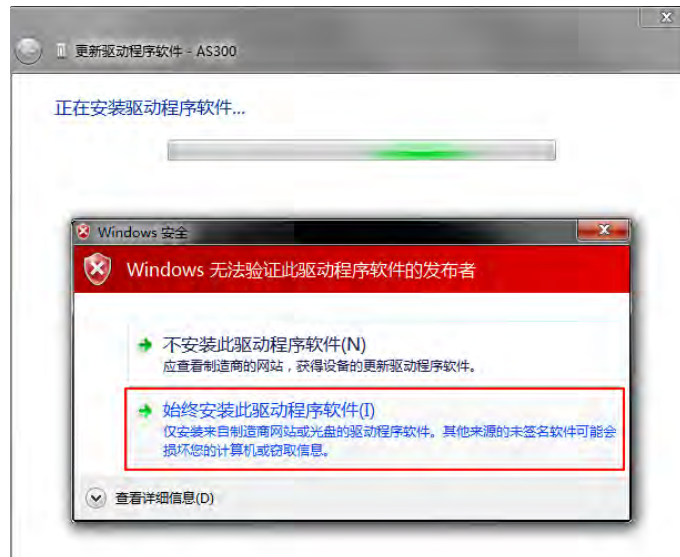 更新驱动程序软件 - AS300
正在安装驱动程序软件...
Windows 安全
Windows 无法验证此驱动程序软件的发布者
不安装此驱动程序软件(N)
应查看制造商的网站，获得设备的更新驱动程序软件。
始终安装此驱动程序软件(I)
仅安装来自制造商网站或光盘的驱动程序软件。其他来源的未签名软件可能会
损坏您的计算机或窃取信息。
查看详细信息(D)